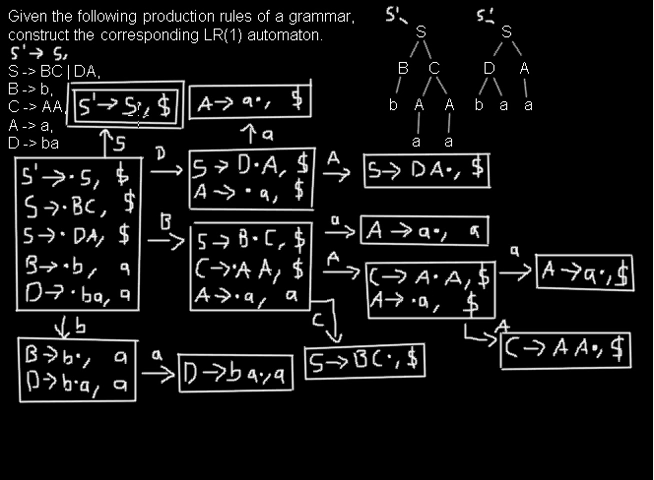 Given the following production rules of a grammar,
construct the corresponding LR(1) automaton.
S' → S,
S -> BC | DA,
B -> b,
C -> AA,
A -> a,
D -> ba
S'
S
B C
b A A
a a
S'
S
D A
b a a
S' → S·, $
A → a·, $
S
a
S' → ·S, $
S → ·BC, $
S → ·DA, $
B → ·b, a
D → ·ba, a
D
S → D·A, $
A → ·a, $
A
S → DA·, $
B
S → B·C, $
C → ·AA, $
A → ·a, a
a
A → a·, a
A
C → A·A, $
A → ·a, $
a
A → a·, $
C
A
b
B → b·, a
D → b·a, a
a
D → ba·, a
S → BC·, $
C → AA·, $